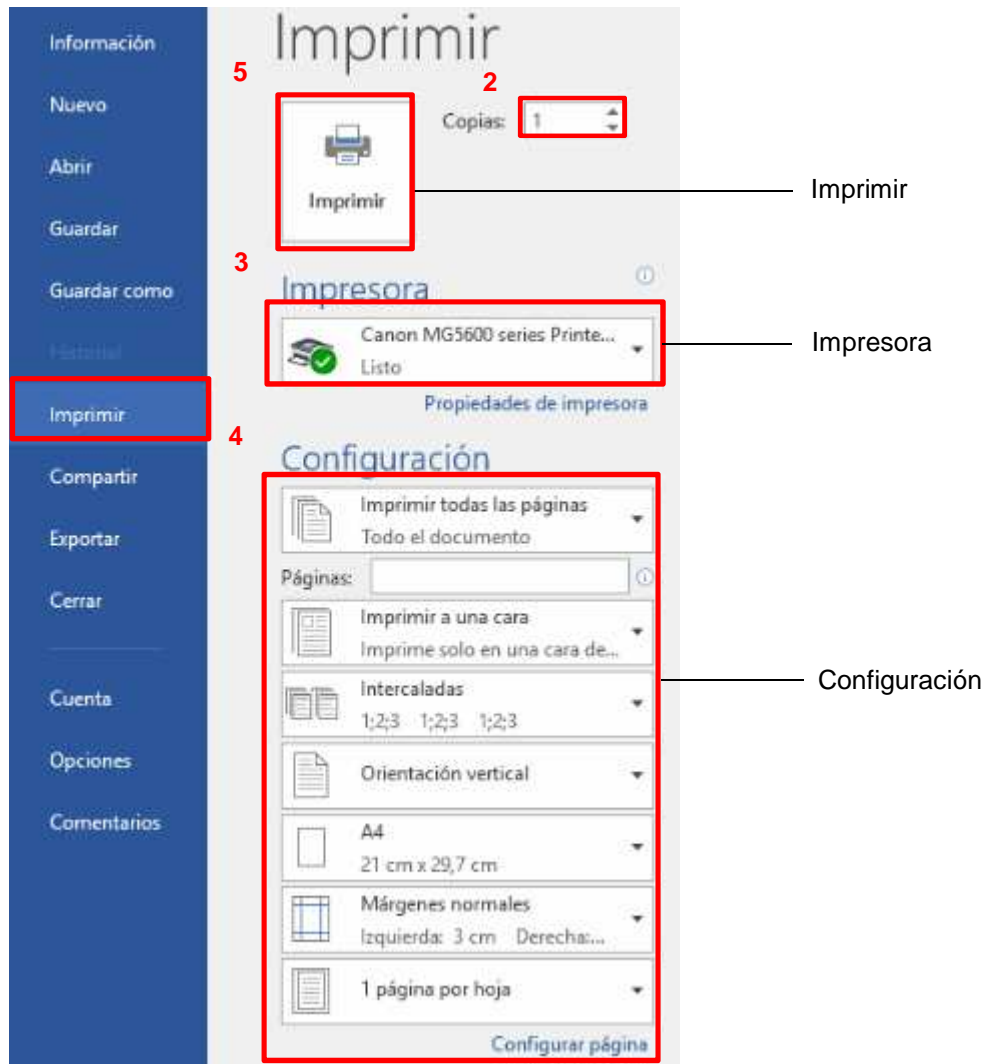 Información
Nuevo
Abrir
Guardar
Guardar como
Historial
Imprimir
Compartir
Exportar
Cerrar
Cuenta
Opciones
Comentarios
Imprimir
5
2
Copias: 1
Imprimir
Imprimir
3
Impresora
Canon MG5600 series Printe...
Listo
Impresora
Propiedades de impresora
4
Configuración
Imprimir todas las páginas
Todo el documento
Páginas:
Imprimir a una cara
Imprime solo en una cara de...
Configuración
Intercaladas
1;2;3 1;2;3 1;2;3
Orientación vertical
A4
21 cm x 29,7 cm
Márgenes normales
Izquierda: 3 cm Derecha:...
1 página por hoja
Configurar página